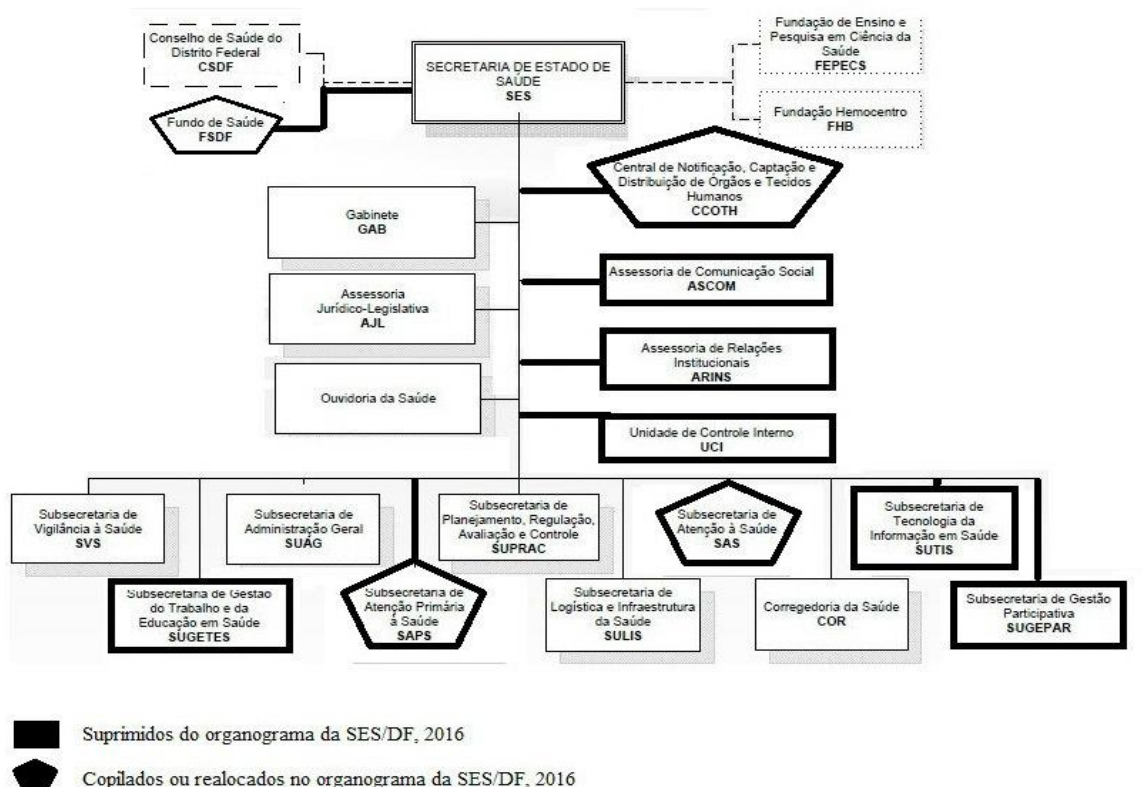 Conselho de Saúde do
Distrito Federal
CSDF
Fundo de Saúde
FSDF
SECRETARIA DE ESTADO DE
SAÚDE
SES
Fundação de Ensino e
Pesquisa em Ciência da
Saúde
FEPECS
Fundação Hemocentro
FHB
Central de Notificação, Captação e
Distribuição de Órgãos e Tecidos
Humanos
CCOTH
Gabinete
GAB
Assessoria de Comunicação Social
ASCOM
Assessoria
Jurídico-Legislativa
AJL
Assessoria de Relações
Institucionais
ARINS
Ouvidoria da Saúde
Unidade de Controle Interno
UCI
Subsecretaria de
Vigilância à Saúde
SVS
Subsecretaria de
Administração Geral
SUAG
Subsecretaria de
Planejamento, Regulação,
Avaliação e Controle
SUPRAC
Subsecretaria de
Atenção à Saúde
SAS
Subsecretaria de
Tecnologia da
Informação em Saúde
SUTIS
Subsecretaria de Gestão
do Trabalho e da
Educação em Saúde
SUGETES
Subsecretaria de
Atenção Primária
à Saúde
SAPS
Subsecretaria de
Logística e Infraestrutura
da Saúde
SULIS
Corregedoria da Saúde
COR
Subsecretaria de Gestão
Participativa
SUGEPAR
Suprimidos do organograma da SES/DF, 2016
Copilados ou realocados no organograma da SES/DF, 2016